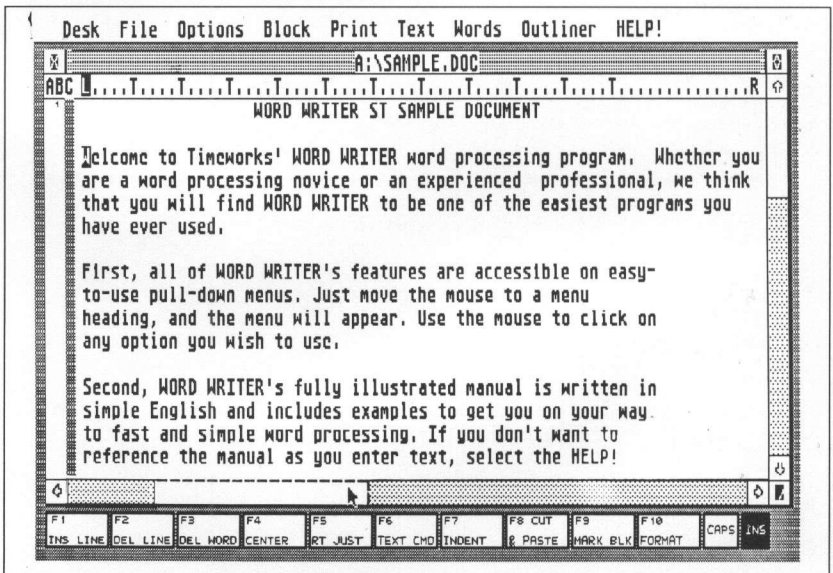 Desk File Options Block Print Text Words Outliner HELP!
A:\SAMPLE.DOC
ABC L....T....T....T....T....T....T....T....T....T....T..............R
1
WORD WRITER ST SAMPLE DOCUMENT
Welcome to Timeworks' WORD WRITER word processing program. Whether you
are a word processing novice or an experienced professional, we think
that you will find WORD WRITER to be one of the easiest programs you
have ever used.
First, all of WORD WRITER's features are accessible on easy-
to-use pull-down menus. Just move the mouse to a menu
heading, and the menu will appear. Use the mouse to click on
any option you wish to use.
Second, WORD WRITER's fully illustrated manual is written in
simple English and includes examples to get you on your way
to fast and simple word processing. If you don't want to
reference the manual as you enter text, select the HELP!
F1 F2 F3 F4 F5 F6 F7 F8 CUT F9 F10
INS LINE DEL LINE DEL WORD CENTER RT JUST TEXT CMD INDENT & PASTE MARK BLK FORMAT CAPS INS